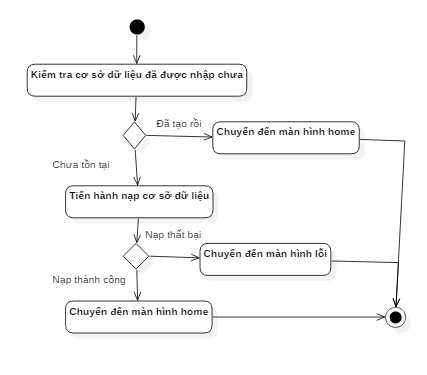 Kiểm tra cơ sở dữ liệu đã được nhập chưa
Đã tạo rồi
Chuyển đến màn hình home
Chưa tồn tại
Tiến hành nạp cơ sỡ dữ liệu
Nạp thất bại
Chuyển đến màn hình lỗi
Nạp thành công
Chuyển đến màn hình home